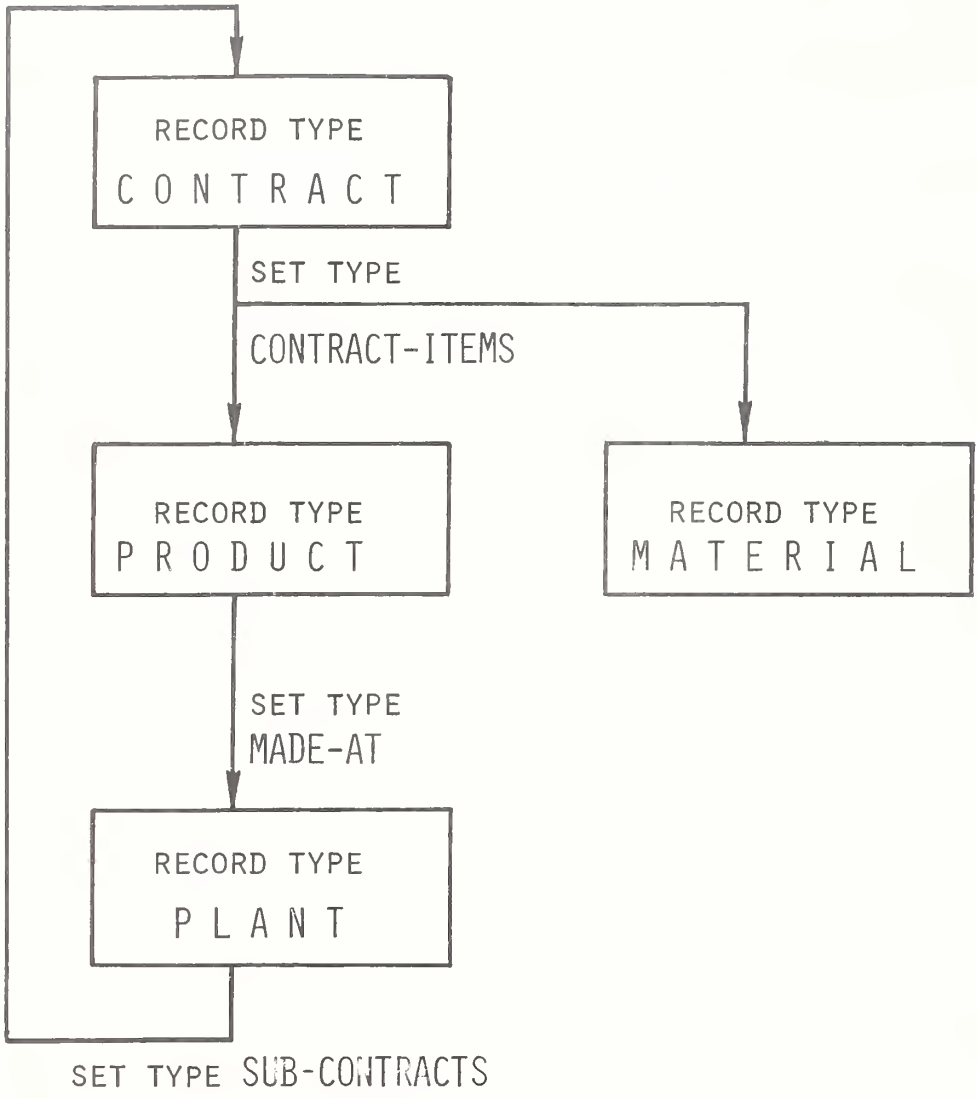 RECORD TYPE
CONTRACT
SET TYPE
CONTRACT-ITEMS
RECORD TYPE
PRODUCT
RECORD TYPE
MATERIAL
SET TYPE
MADE-AT
RECORD TYPE
PLANT
SET TYPE SUB-CONTRACTS